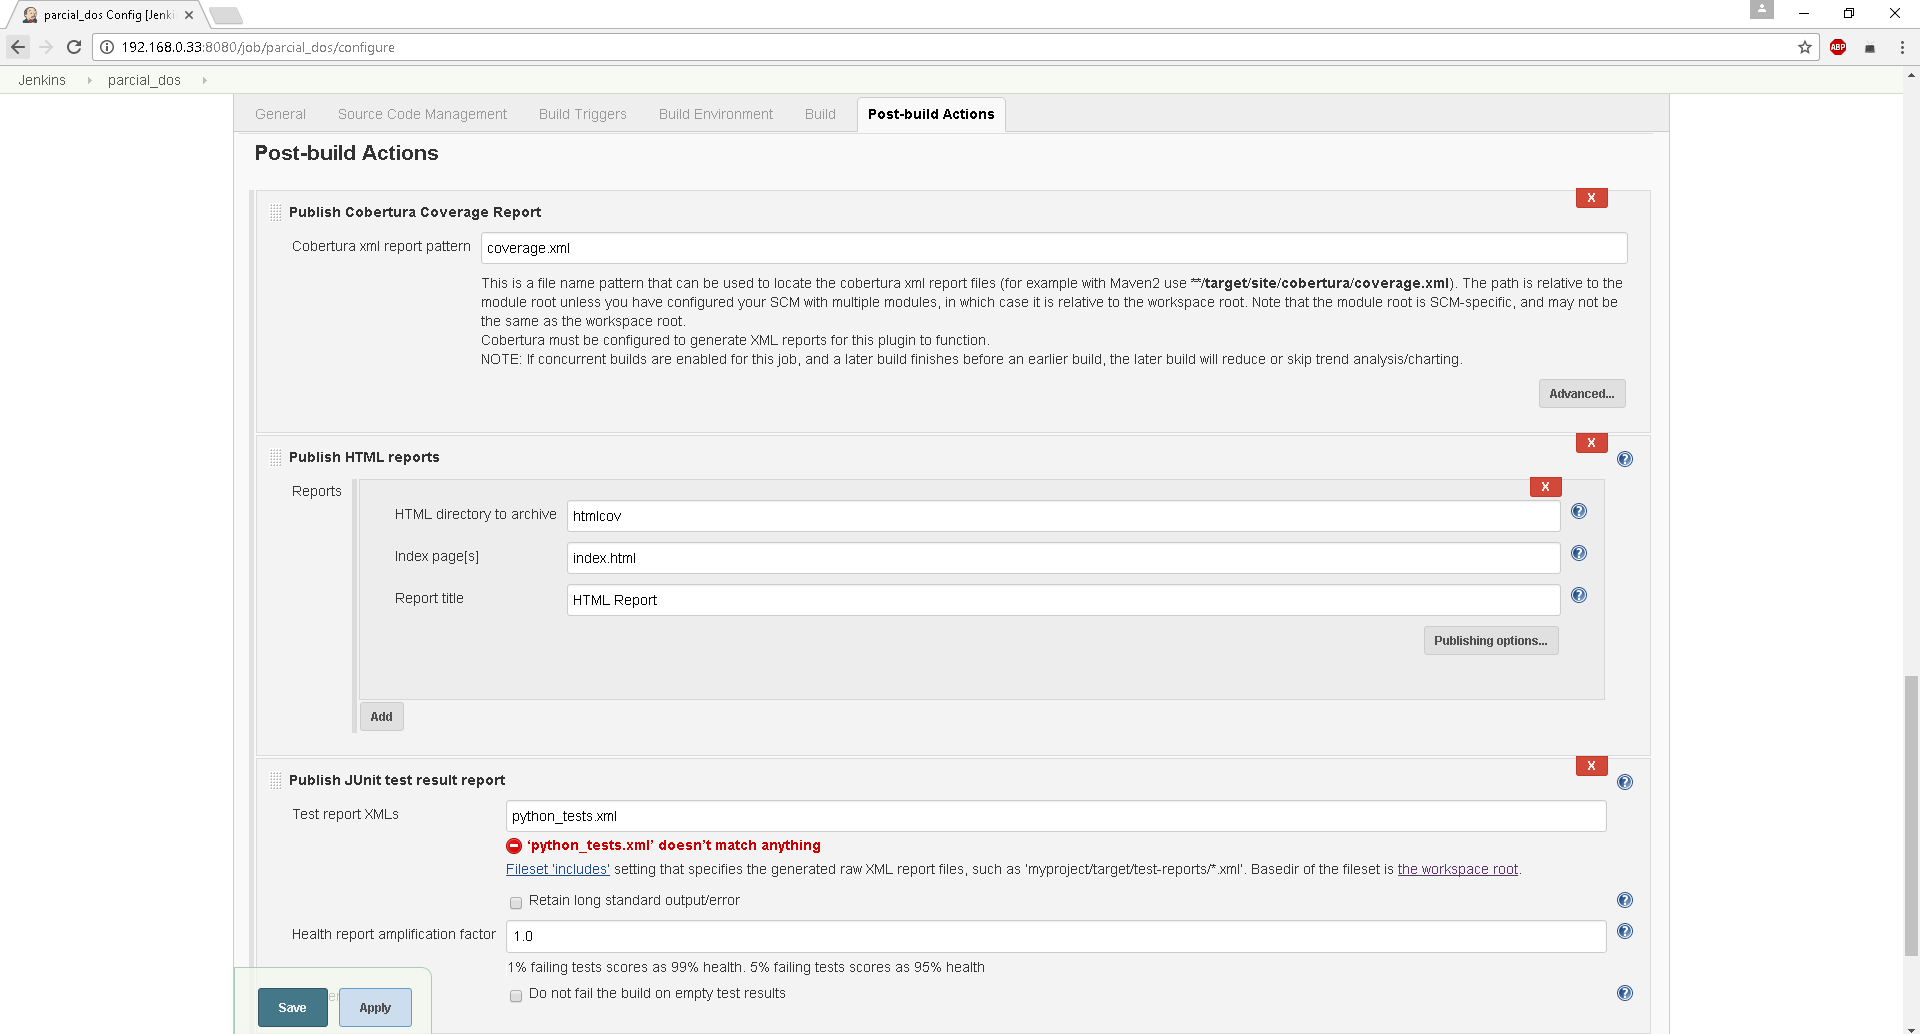 parcial_dos Config [Jenki
192.168.0.33:8080/job/parcial_dos/configure
ABP
Jenkins parcial_dos
General Source Code Management Build Triggers Build Environment Build Post-build Actions
Post-build Actions
X
Publish Cobertura Coverage Report
Cobertura xml report pattern coverage.xml
This is a file name pattern that can be used to locate the cobertura xml report files (for example with Maven2 use **/target/site/cobertura/coverage.xml). The path is relative to the
module root unless you have configured your SCM with multiple modules, in which case it is relative to the workspace root. Note that the module root is SCM-specific, and may not be
the same as the workspace root.
Cobertura must be configured to generate XML reports for this plugin to function.
NOTE: If concurrent builds are enabled for this job, and a later build finishes before an earlier build, the later build will reduce or skip trend analysis/charting.
Advanced...
X
Publish HTML reports
Reports
X
HTML directory to archive htmlcov
Index page[s] index.html
Report title HTML Report
Publishing options...
Add
X
Publish JUnit test result report
Test report XMLs python_tests.xml
‘python_tests.xml’ doesn’t match anything
Fileset 'includes' setting that specifies the generated raw XML report files, such as 'myproject/target/test-reports/*.xml'. Basedir of the fileset is the workspace root.
Retain long standard output/error
Health report amplification factor 1.0
1% failing tests scores as 99% health. 5% failing tests scores as 95% health
Do not fail the build on empty test results
Save Apply